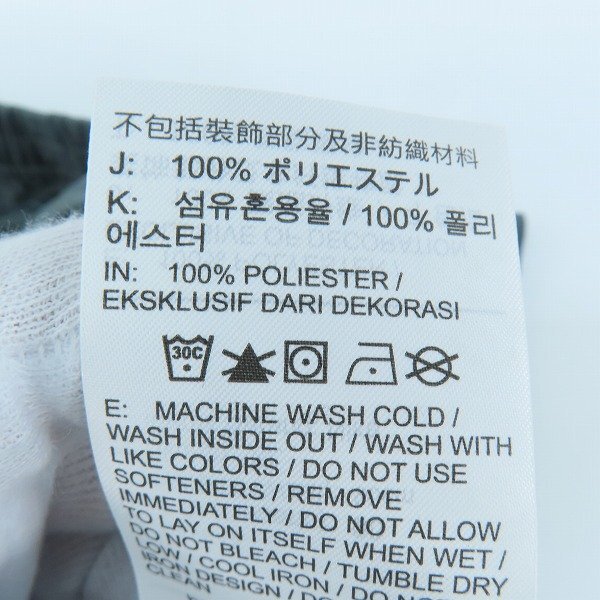 不包括裝飾部分及非紡織材料
J: 100% ポリエステル
K: 섬유혼용율 / 100% 폴리
에스터
IN: 100% POLIESTER /
EKSKLUSIF DARI DEKORASI
30C
E: MACHINE WASH COLD /
WASH INSIDE OUT / WASH WITH
LIKE COLORS / DO NOT USE
SOFTENERS / REMOVE
IMMEDIATELY / DO NOT ALLOW
TO LAY ON ITSELF WHEN WET /
DO NOT BLEACH / TUMBLE DRY
LOW / COOL IRON / DO NOT
IRON DESIGN / DO NOT DRY
CLEAN